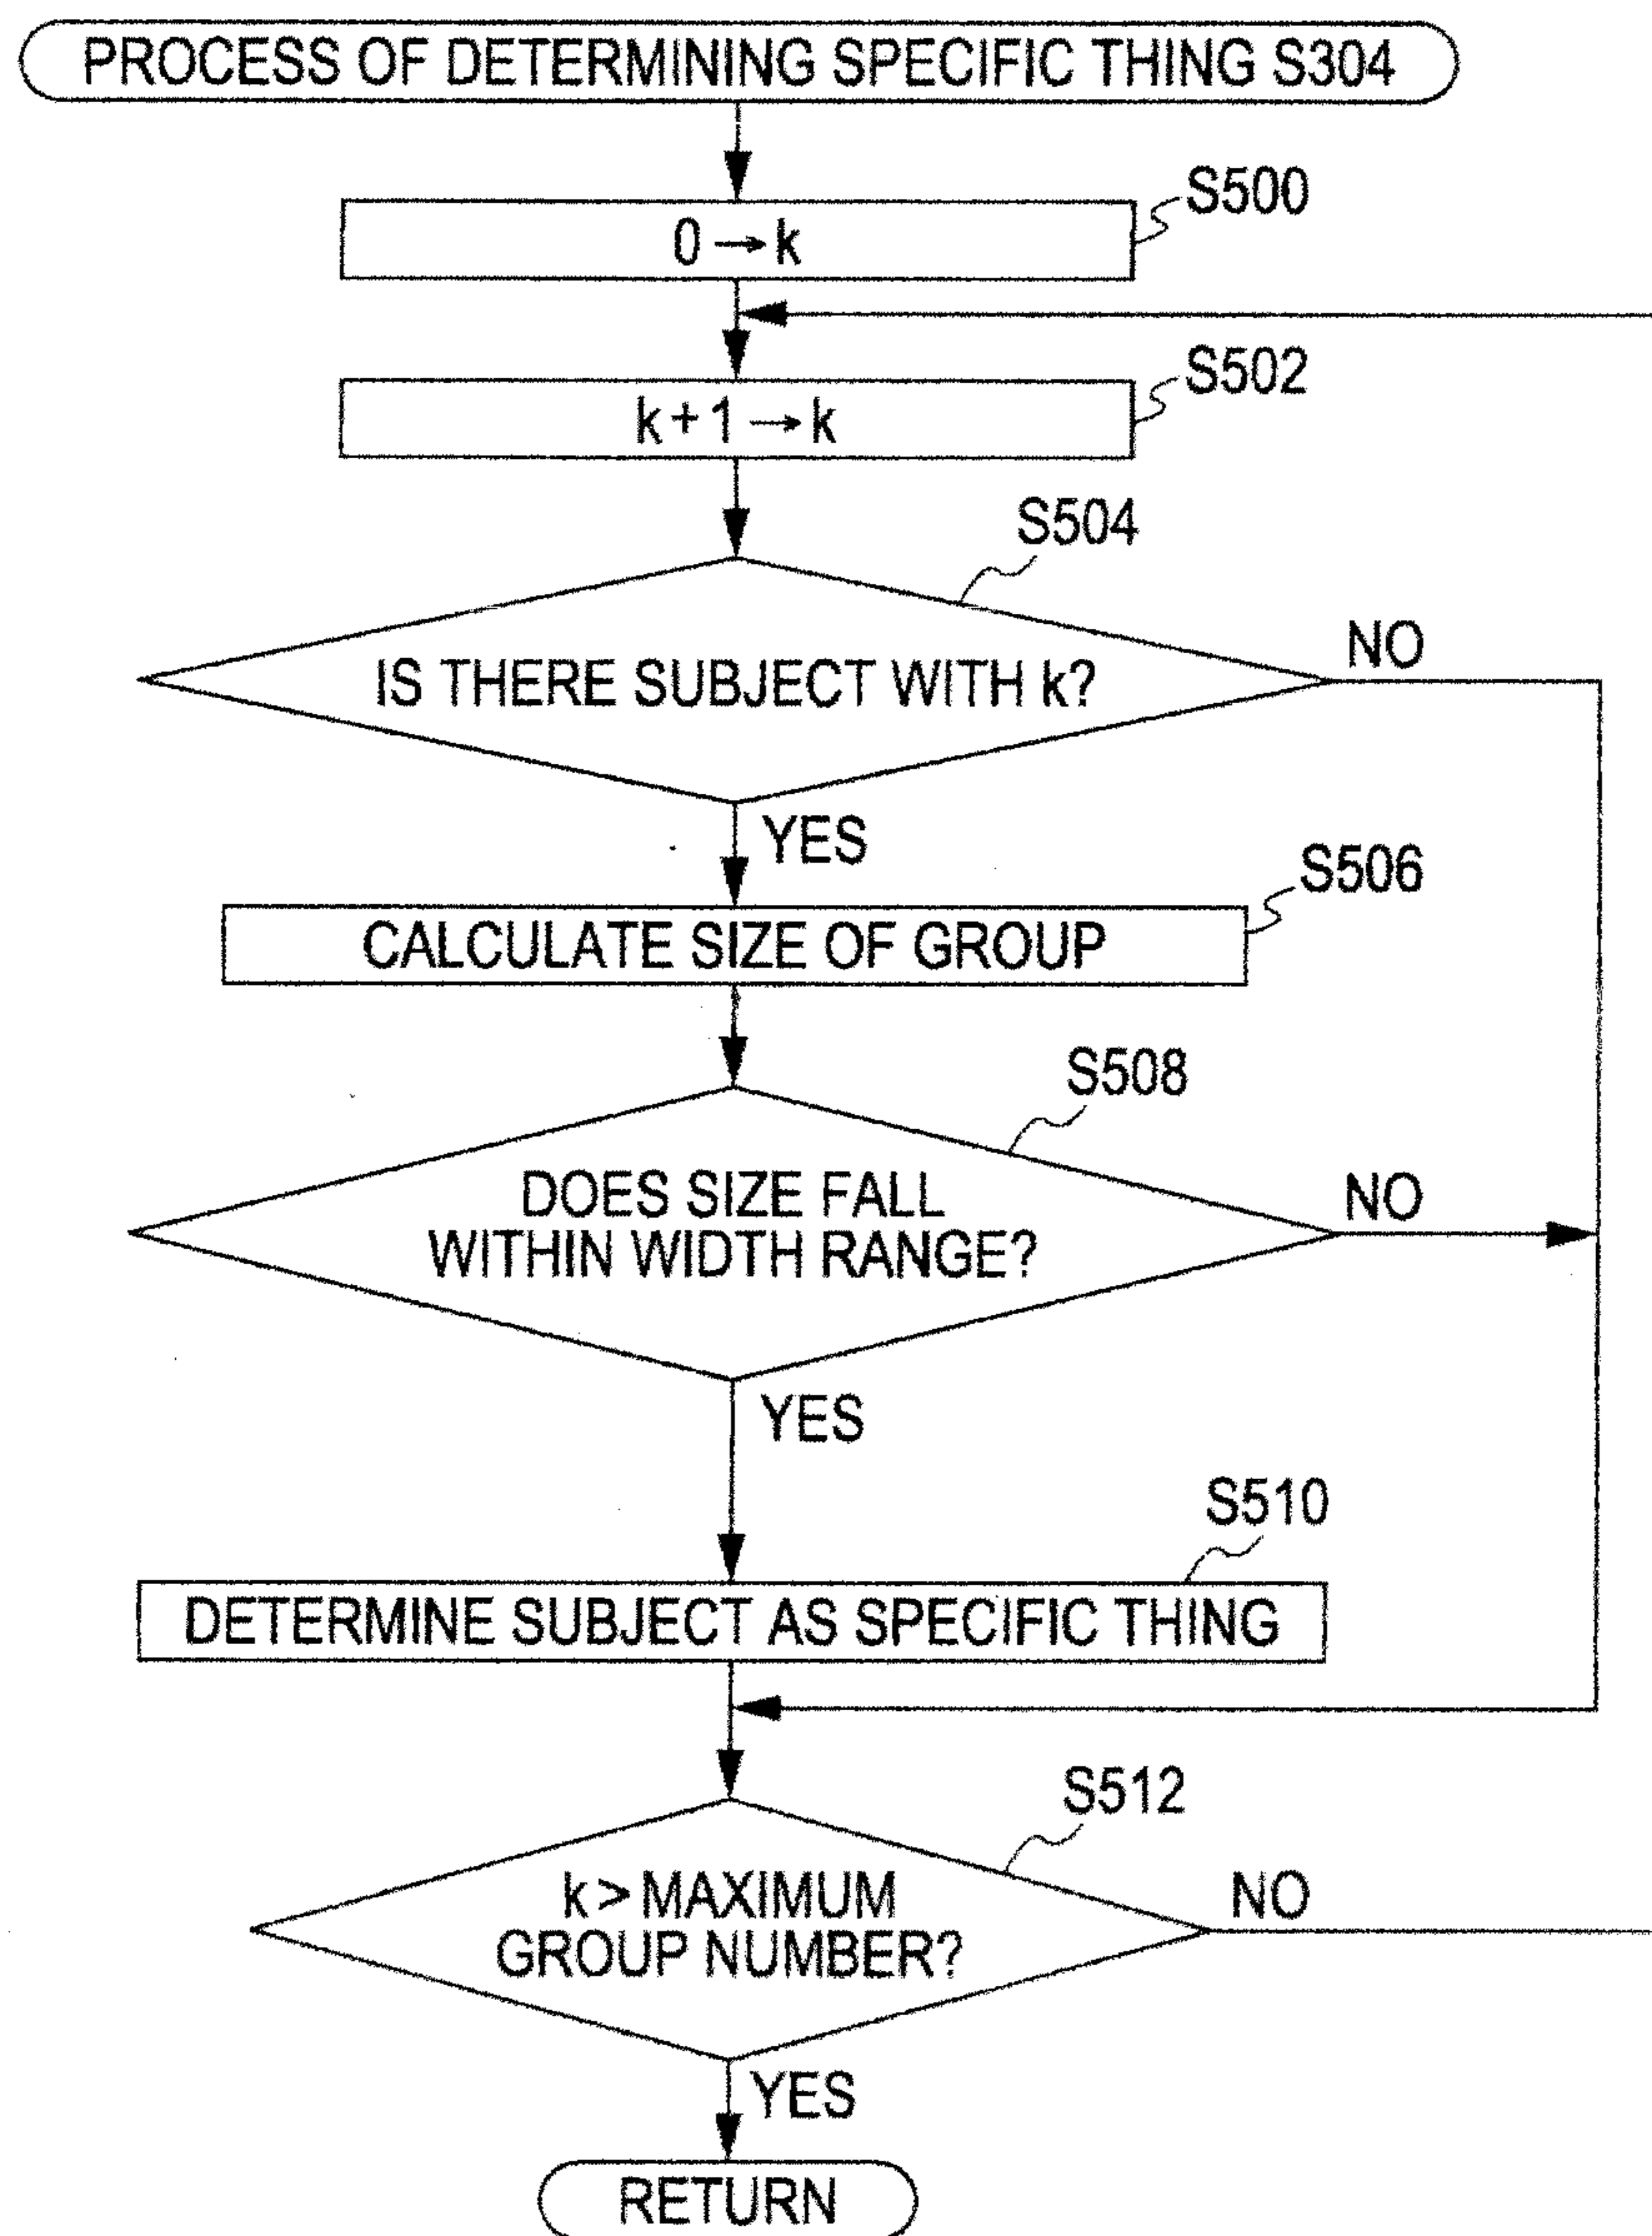 PROCESS OF DETERMINING SPECIFIC THING S304
S500
0→k
S502
k+1→k
S504
IS THERE SUBJECT WITH k?
NO
YES
S506
CALCULATE SIZE OF GROUP
S508
DOES SIZE FALL
WITHIN WIDTH RANGE?
NO
YES
S510
DETERMINE SUBJECT AS SPECIFIC THING
S512
k > MAXIMUM
GROUP NUMBER?
NO
YES
RETURN